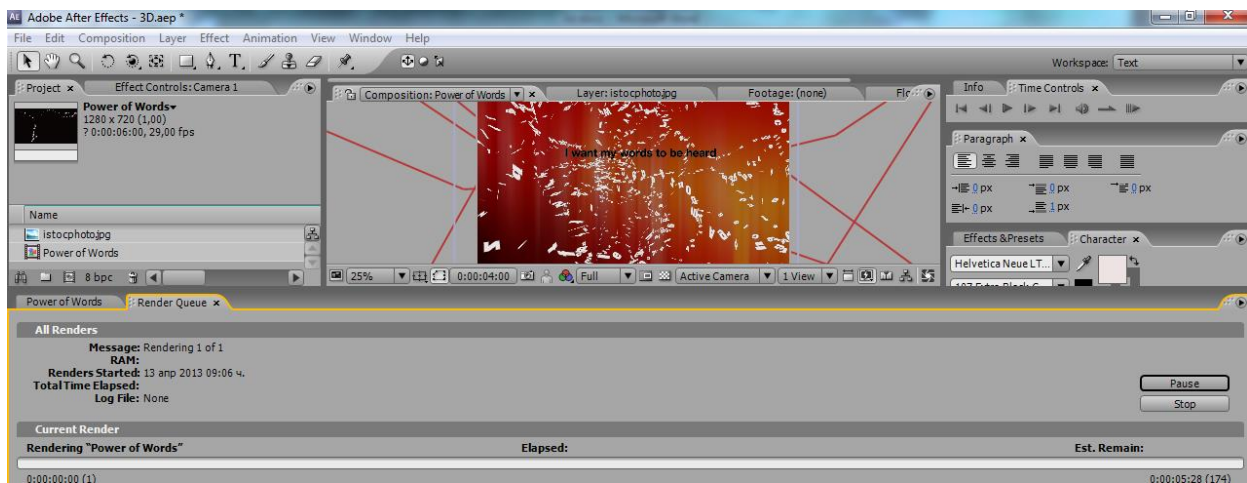 Adobe After Effects - 3D.aep *
File Edit Composition Layer Effect Animation View Window Help
Workspace: Text
Project × Effect Controls: Camera 1
Power of Words
1280 x 720 (1,00)
? 0:00:06:00, 29,00 fps
Name
istocphoto.jpg
Power of Words
8 bpc
Composition: Power of Words × Layer: istocphoto.jpg Footage: (none)
I want my words to be heard
25% 0:00:04:00 Full Active Camera 1 View
Info Time Controls ×
Paragraph ×
0 px 0 px 0 px
0 px 1 px
Effects & Presets Character ×
Helvetica Neue LT...
Power of Words Render Queue ×
All Renders
Message: Rendering 1 of 1
RAM:
Renders Started: 13 апр 2013 09:06 ч.
Total Time Elapsed:
Log File: None
Pause
Stop
Current Render
Rendering "Power of Words" Elapsed: Est. Remain:
0:00:00:00 (1) 0:00:05:28 (174)